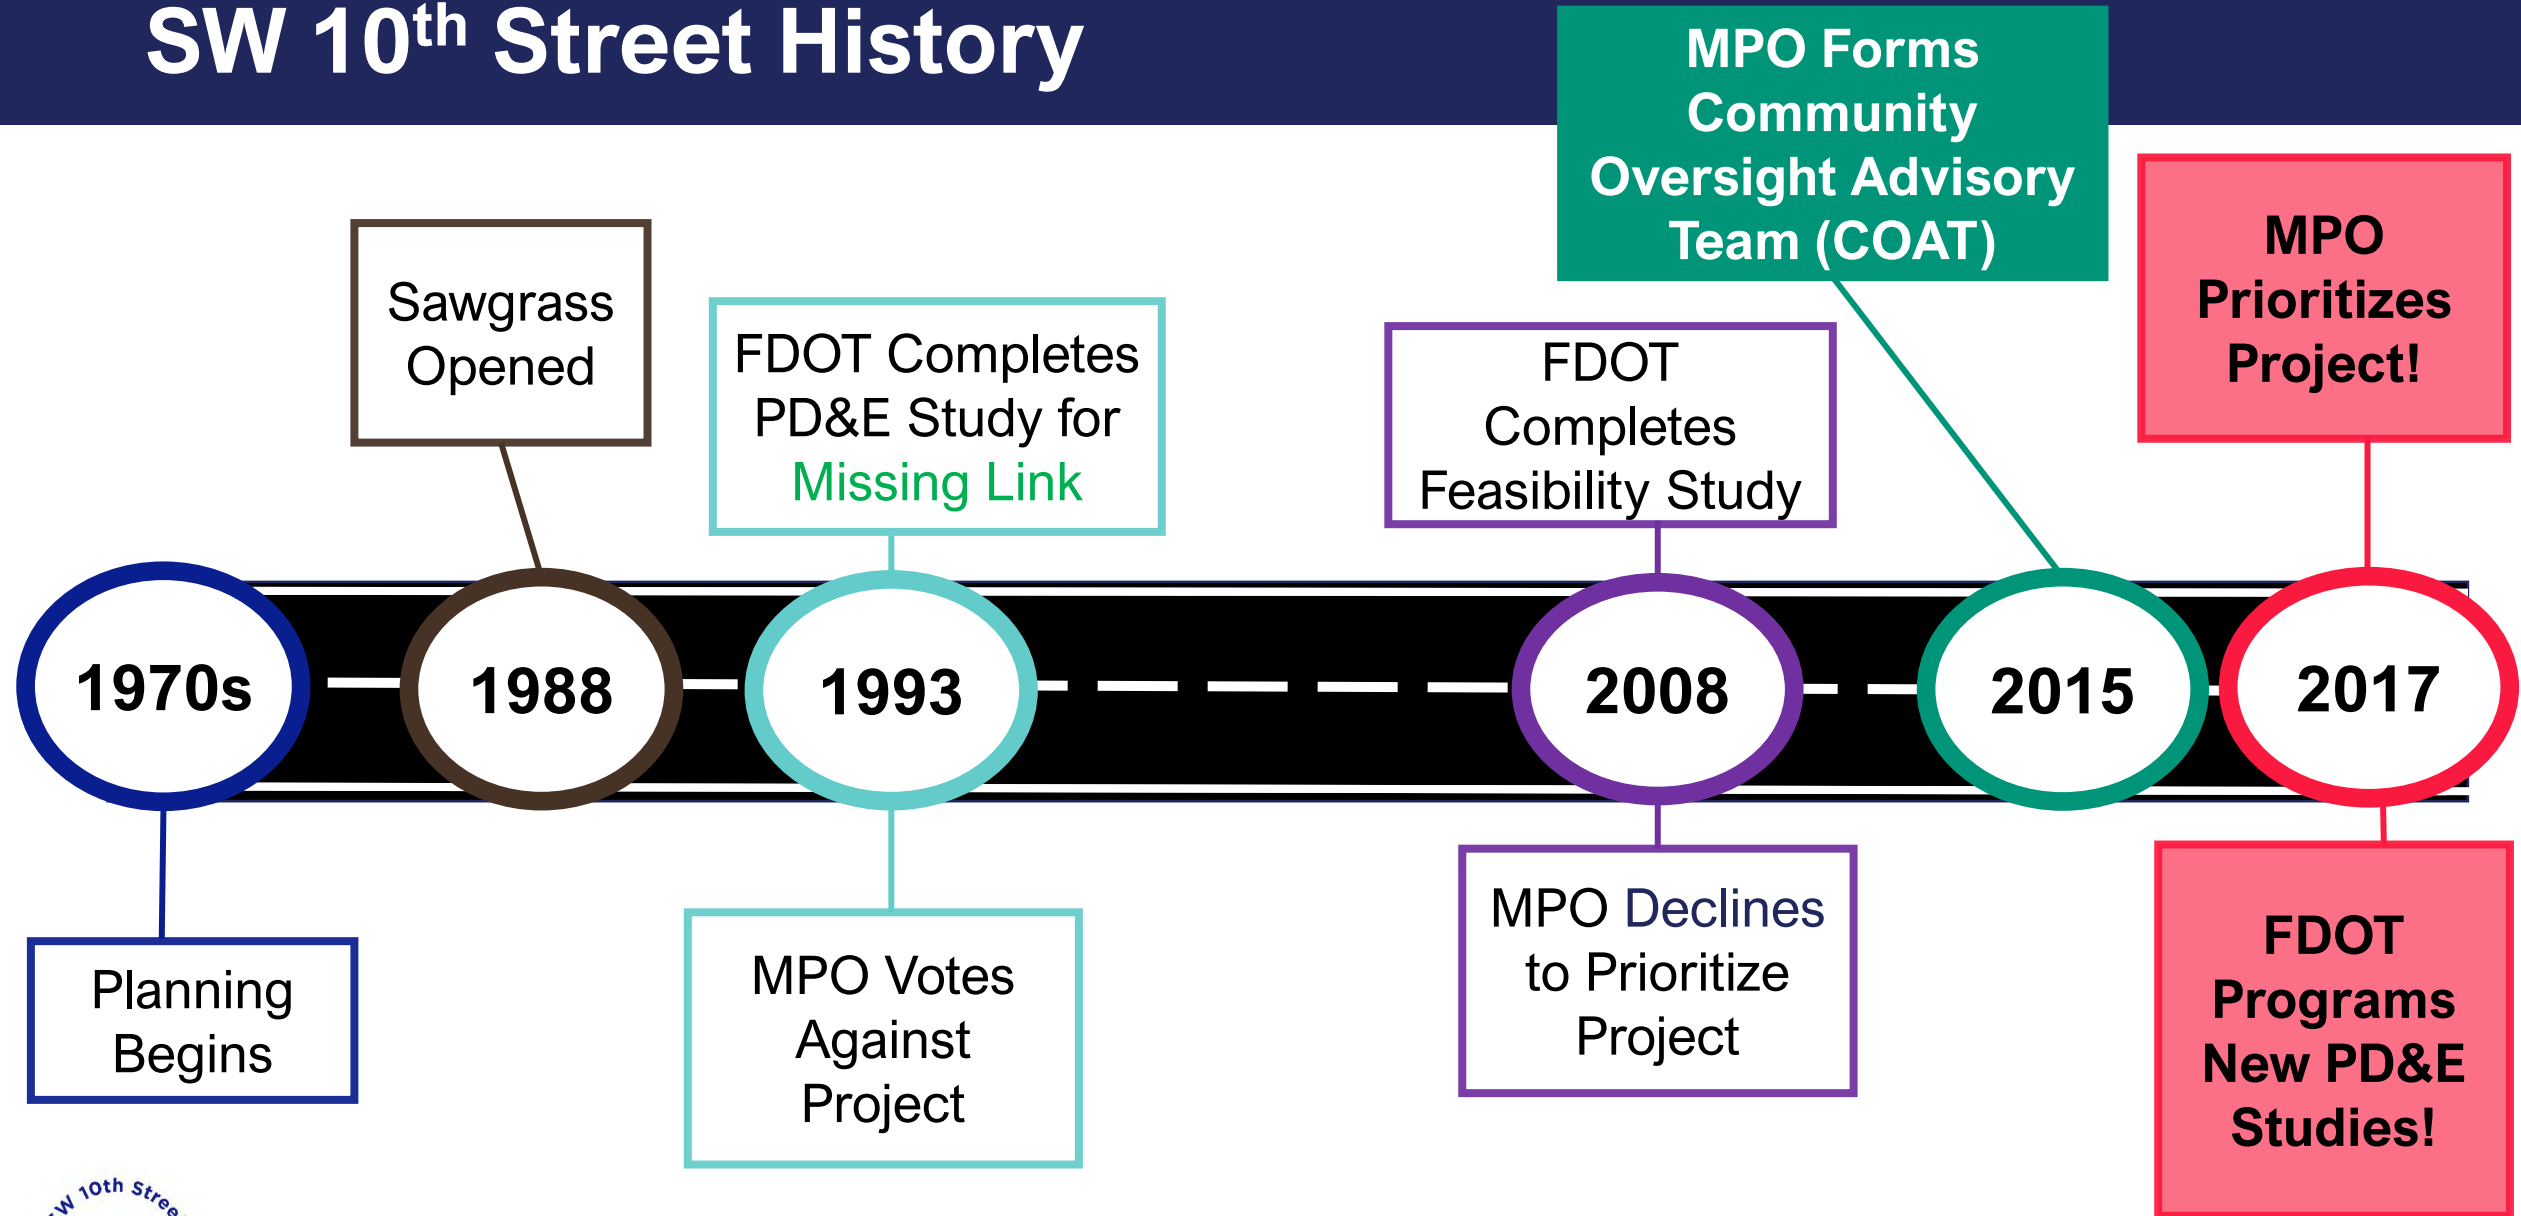 SW 10th Street History
MPO Forms
Community
Oversight Advisory
Team (COAT)
MPO
Prioritizes
Project!
Sawgrass
Opened
FDOT Completes
PD&E Study for
Missing Link
FDOT
Completes
Feasibility Study
1970s
1988
1993
2008
2015
2017
Planning
Begins
MPO Votes
Against
Project
MPO Declines
to Prioritize
Project
FDOT
Programs
New PD&E
Studies!
10th